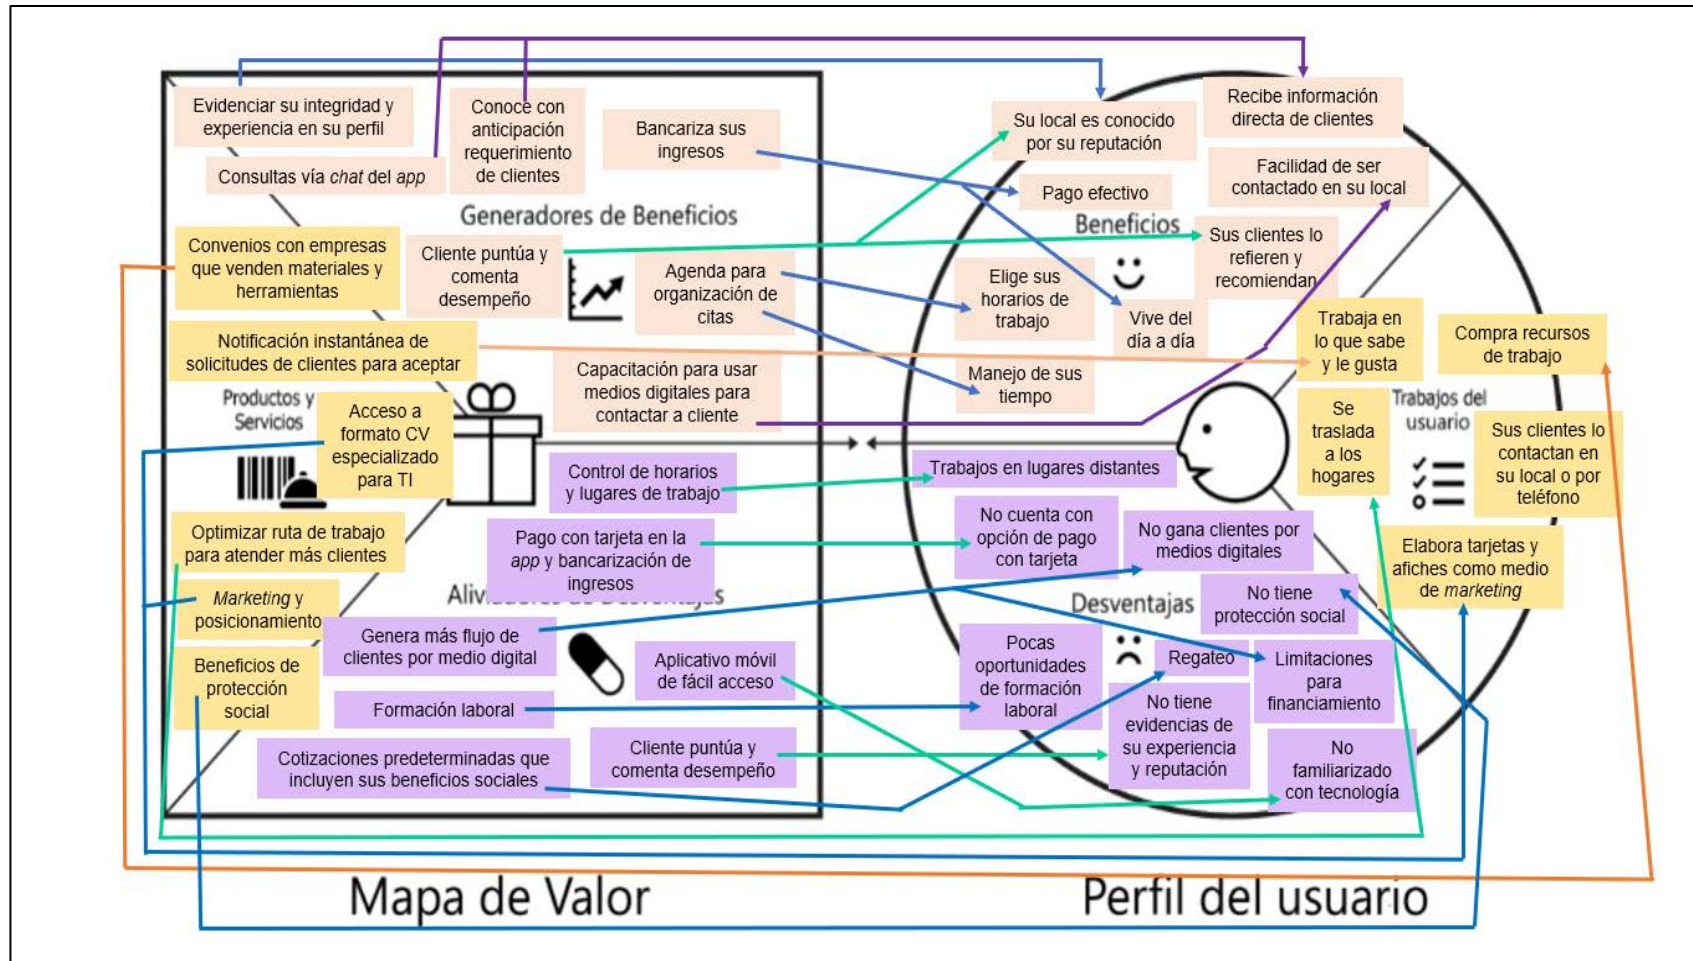 Evidenciar su integridad y
experiencia en su perfil
Consultas vía chat del app
Conoce con
anticipación
requerimiento
de clientes
Bancariza sus
ingresos
Generadores de Beneficios
Convenios con empresas
que venden materiales y
herramientas
Cliente puntúa y
comenta
desempeño
Agenda para
organización de
citas
Notificación instantánea de
solicitudes de clientes para aceptar
Capacitación para usar
medios digitales para
contactar a cliente
Productos y
Servicios
Acceso a
formato CV
especializado
para TI
Control de horarios
y lugares de trabajo
Optimizar ruta de trabajo
para atender más clientes
Pago con tarjeta en la
app y bancarización de
ingresos
Marketing y
posicionamiento
Aliviadores de Desventajas
Genera más flujo de
clientes por medio digital
Beneficios de
protección
social
Aplicativo móvil
de fácil acceso
Formación laboral
Cotizaciones predeterminadas que
incluyen sus beneficios sociales
Cliente puntúa y
comenta desempeño
Mapa de Valor
Su local es conocido
por su reputación
Recibe información
directa de clientes
Facilidad de ser
contactado en su local
Pago efectivo
Beneficios
Sus clientes lo
refieren y
recomiendan
Elige sus
horarios de
trabajo
Vive del
día a día
Manejo de sus
tiempo
Trabaja en
lo que sabe
y le gusta
Compra recursos
de trabajo
Se
traslada
a los
hogares
Trabajos del
usuario
Sus clientes lo
contactan en
su local o por
teléfono
Elabora tarjetas y
afiches como medio
de marketing
Trabajos en lugares distantes
No cuenta con
opción de pago
con tarjeta
No gana clientes por
medios digitales
Desventajas
No tiene
protección social
Pocas
oportunidades
de formación
laboral
Regateo
Limitaciones
para
financiamiento
No tiene
evidencias de
su experiencia
y reputación
No
familiarizado
con tecnología
Perfil del usuario